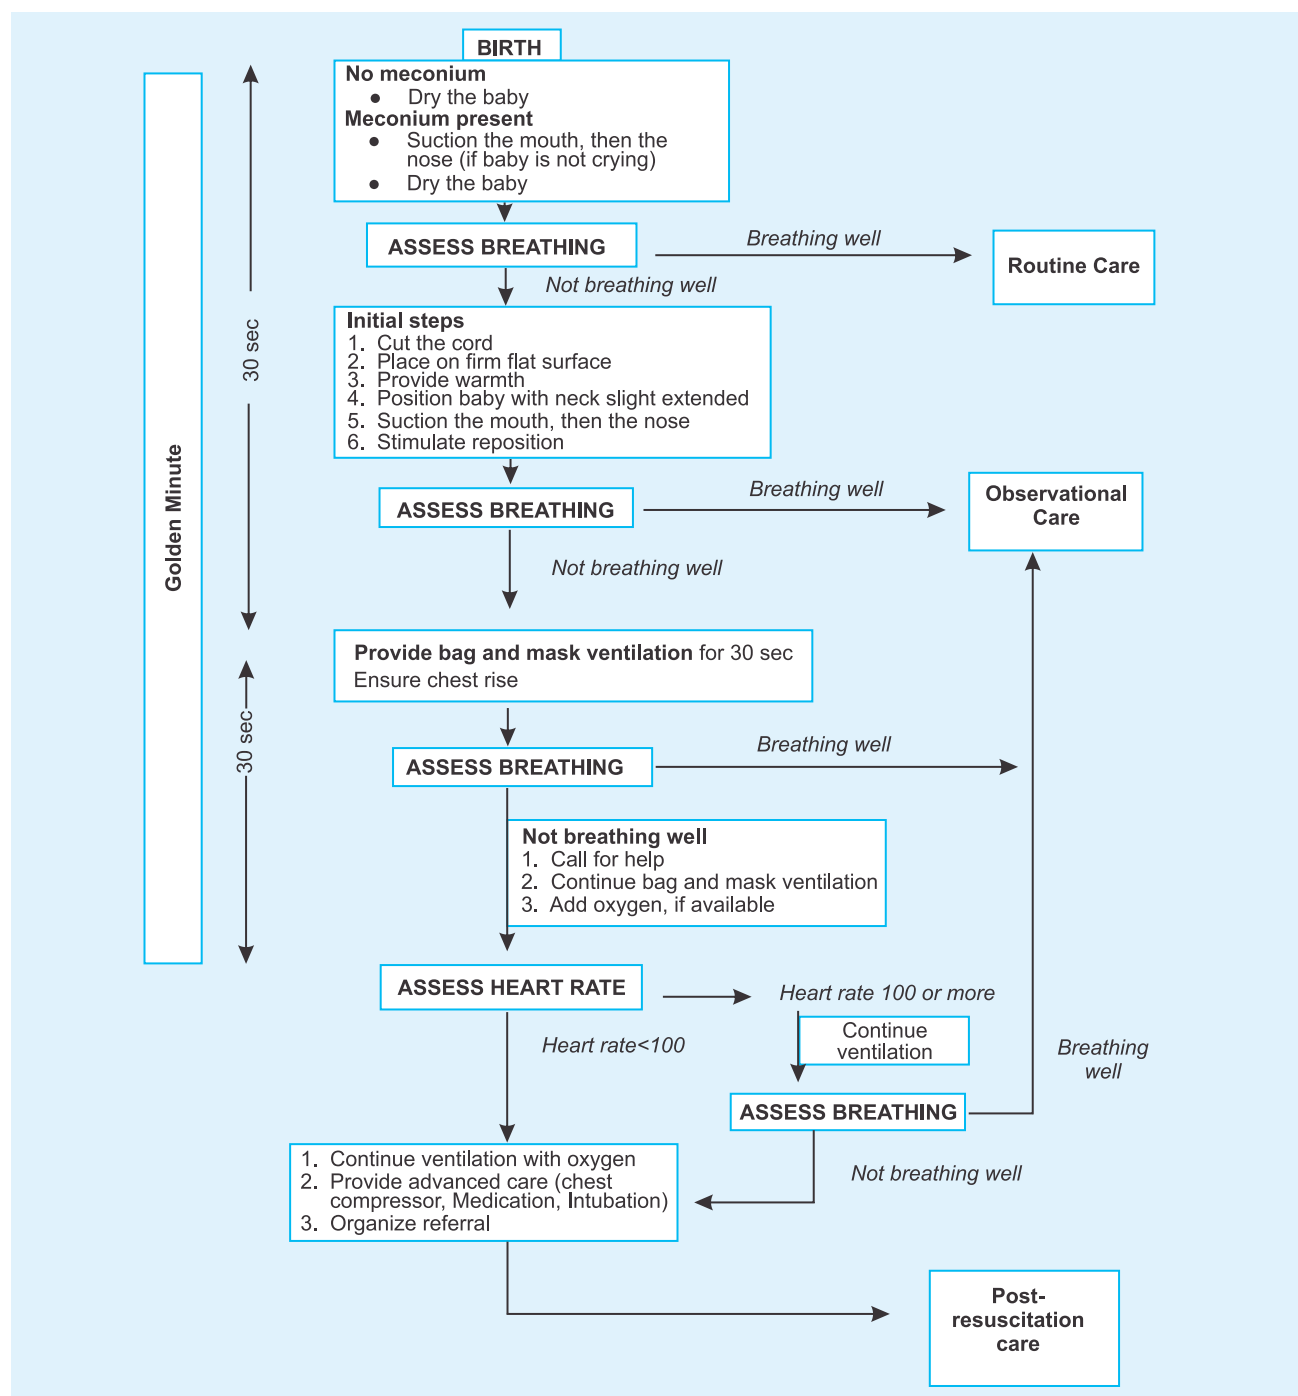 BIRTH
No meconium
● Dry the baby
Meconium present
● Suction the mouth, then the
nose (if baby is not crying)
● Dry the baby
ASSESS BREATHING
Breathing well
Routine Care
Not breathing well
30 sec
Golden Minute
Initial steps
1. Cut the cord
2. Place on firm flat surface
3. Provide warmth
4. Position baby with neck slight extended
5. Suction the mouth, then the nose
6. Stimulate reposition
ASSESS BREATHING
Breathing well
Observational
Care
Not breathing well
Provide bag and mask ventilation for 30 sec
Ensure chest rise
30 sec
ASSESS BREATHING
Breathing well
Not breathing well
1. Call for help
2. Continue bag and mask ventilation
3. Add oxygen, if available
ASSESS HEART RATE
Heart rate 100 or more
Heart rate<100
Continue
ventilation
Breathing
well
ASSESS BREATHING
Not breathing well
1. Continue ventilation with oxygen
2. Provide advanced care (chest
compressor, Medication, Intubation)
3. Organize referral
Post-
resuscitation
care